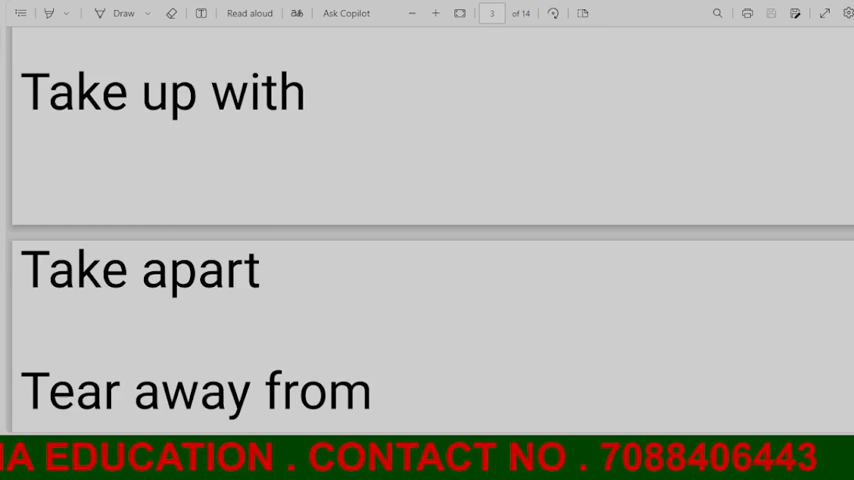 Draw Read aloud Ask Copilot 3 of 14
Take up with
Take apart
Tear away from
EDUCATION . CONTACT NO . 7088406443